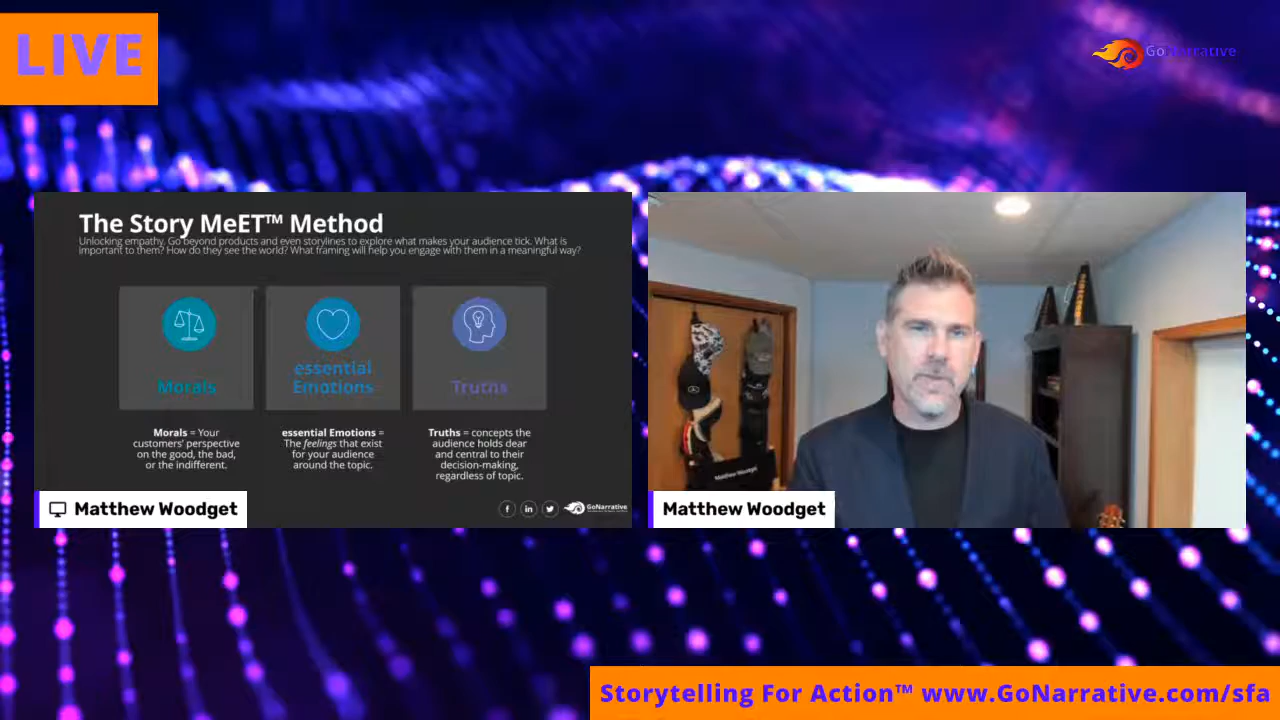 LIVE
GoNarrative
The Story MeET™ Method
Unlocking empathy. Go beyond products and even storylines to explore what makes your audience tick. What is
important to them? How do they see the world? What framing will help you engage with them in a meaningful way?
Morals
essential
Emotions
Truths
Morals = Your
customers' perspective
on the good, the bad,
or the indifferent.
essential Emotions =
The feelings that exist
for your audience
around the topic.
Truths = concepts the
audience holds dear
and central to their
decision-making,
regardless of topic.
GoNarrative
Matthew Woodget
Matthew Woodget
Matthew Woodget
Storytelling For Action™ www.GoNarrative.com/sfa